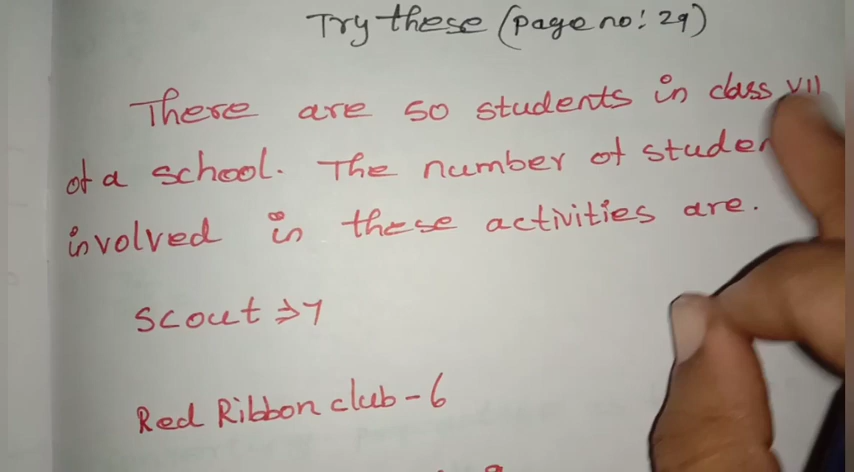 Try these (page no: 29)
There are 50 students in class VII
of a school. The number of studen
involved in these activities are.
Scout ⇒ 7
Red Ribbon club - 6